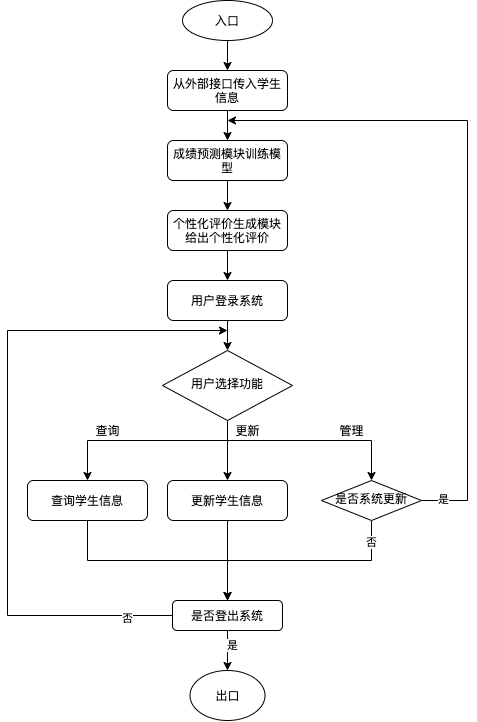 入口
从外部接口传入学生
信息
成绩预测模块训练模
型
个性化评价生成模块
给出个性化评价
用户登录系统
用户选择功能
查询
更新
管理
查询学生信息
更新学生信息
是否系统更新
是
否
是否登出系统
否
是
出口